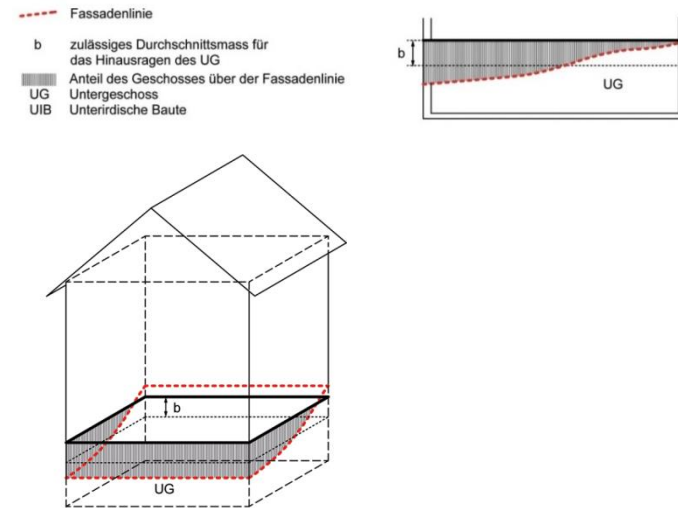 Fassadenlinie
b zulässiges Durchschnittsmass für
das Hinausragen des UG
Anteil des Geschosses über der Fassadenlinie
UG Untergeschoss
UIB Unterirdische Baute
b
UG
b
UG